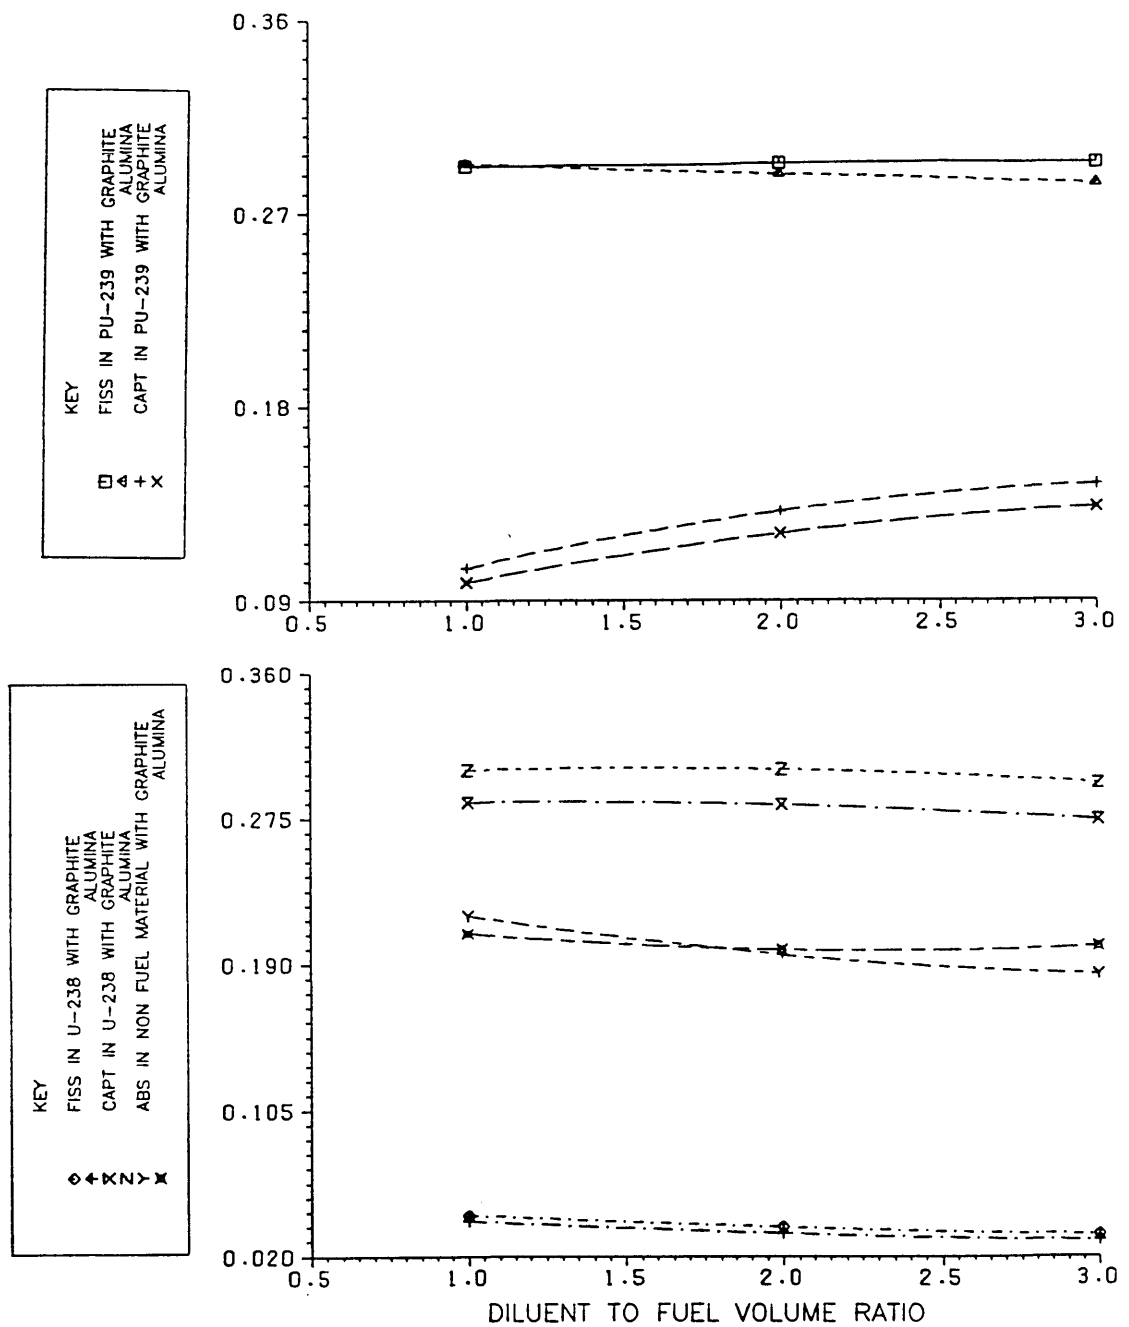 0.36
0.27
0.18
0.09
0.5 1.0 1.5 2.0 2.5 3.0
KEY
FISS IN PU-239 WITH GRAPHITE
ALUMINA
CAPT IN PU-239 WITH GRAPHITE
ALUMINA
0.360
0.275
0.190
0.105
0.020
0.5 1.0 1.5 2.0 2.5 3.0
KEY
FISS IN U-238 WITH GRAPHITE
ALUMINA
CAPT IN U-238 WITH GRAPHITE
ALUMINA
ABS IN NON FUEL MATERIAL WITH GRAPHITE
ALUMINA
DILUENT TO FUEL VOLUME RATIO